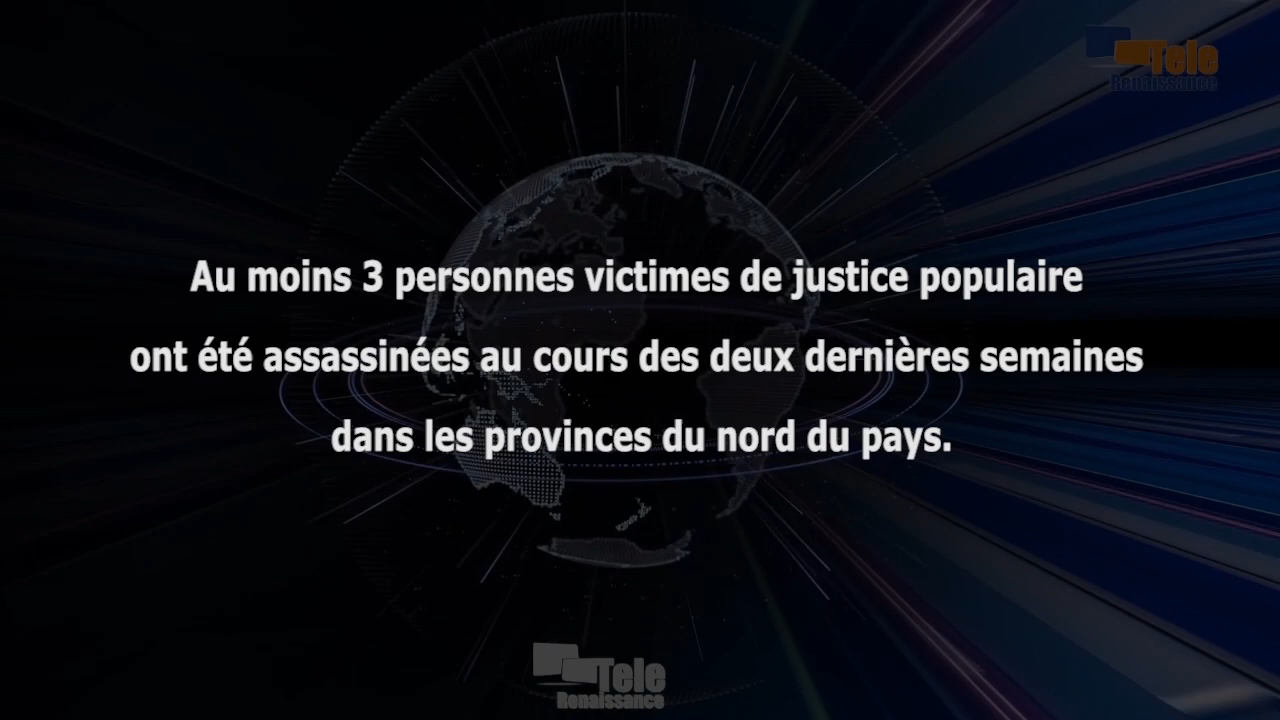 Tele
Renaissance
Au moins 3 personnes victimes de justice populaire
ont été assassinées au cours des deux dernières semaines
dans les provinces du nord du pays.
Tele
Renaissance